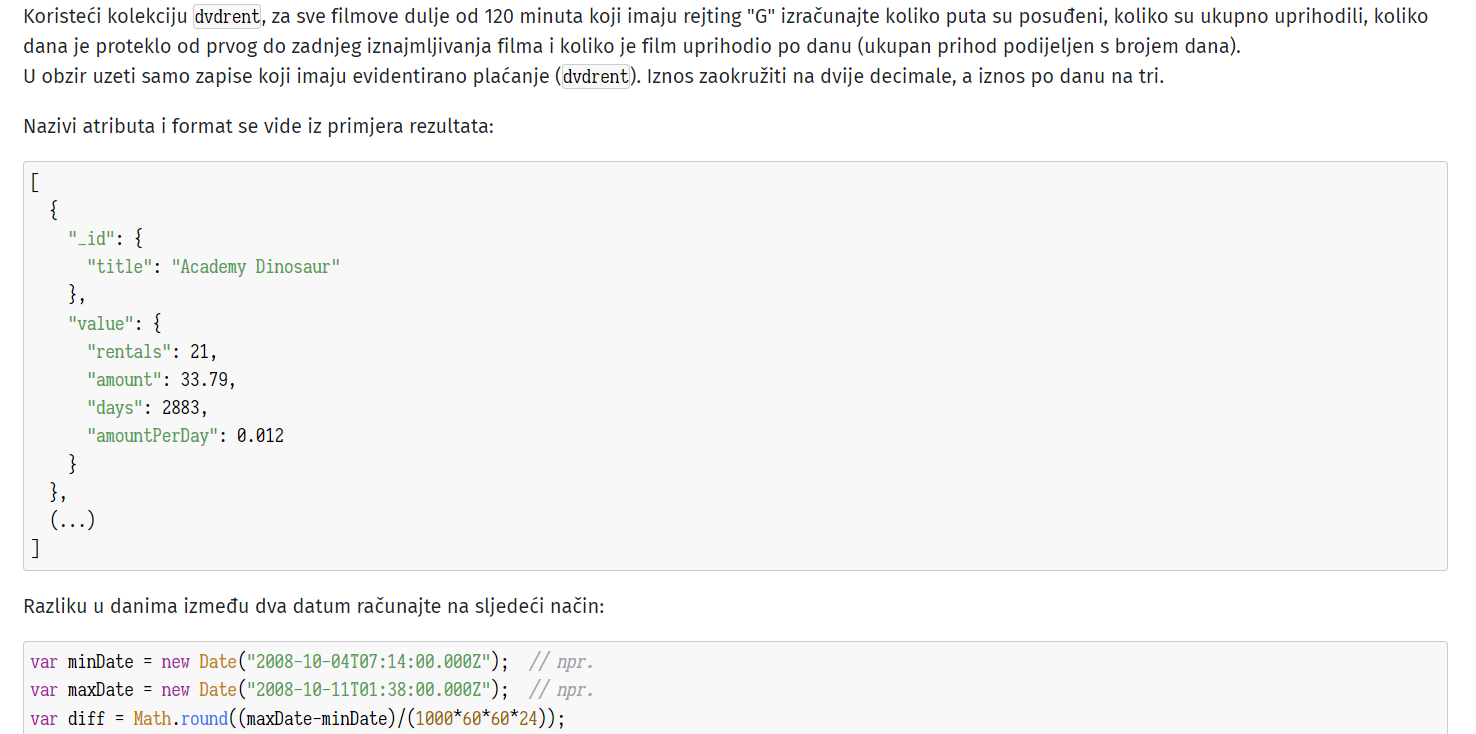 Koristeći kolekciju dvdrent, za sve filmove dulje od 120 minuta koji imaju rejting "G" izračunajte koliko puta su posuđeni, koliko su ukupno uprihodili, koliko
dana je proteklo od prvog do zadnjeg iznajmljivanja filma i koliko je film uprihodio po danu (ukupan prihod podijeljen s brojem dana).
U obzir uzeti samo zapise koji imaju evidentirano plaćanje (dvdrent). Iznos zaokružiti na dvije decimale, a iznos po danu na tri.
Nazivi atributa i format se vide iz primjera rezultata:
[
  {
    "_id": {
      "title": "Academy Dinosaur"
    },
    "value": {
      "rentals": 21,
      "amount": 33.79,
      "days": 2883,
      "amountPerDay": 0.012
    }
  },
  (...)
]
Razliku u danima između dva datum računajte na sljedeći način:
var minDate = new Date("2008-10-04T07:14:00.000Z");  // npr.
var maxDate = new Date("2008-10-11T01:38:00.000Z");  // npr.
var diff = Math.round((maxDate-minDate)/(1000*60*60*24));